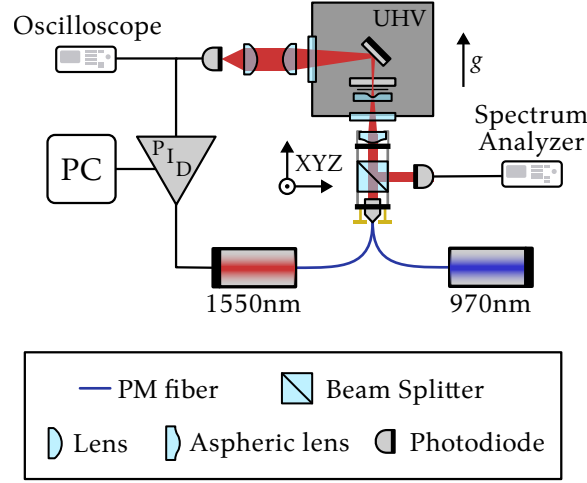 Oscilloscope
UHV
g
Spectrum
Analyzer
PC
P I D
XYZ
1550nm
970nm
PM fiber
Beam Splitter
Lens
Aspheric lens
Photodiode